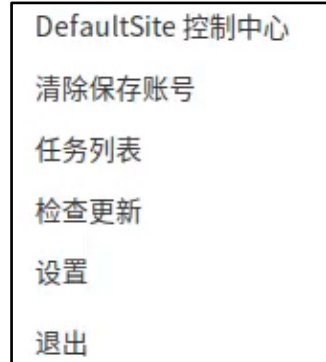 DefaultSite 控制中心
清除保存账号
任务列表
检查更新
设置
退出